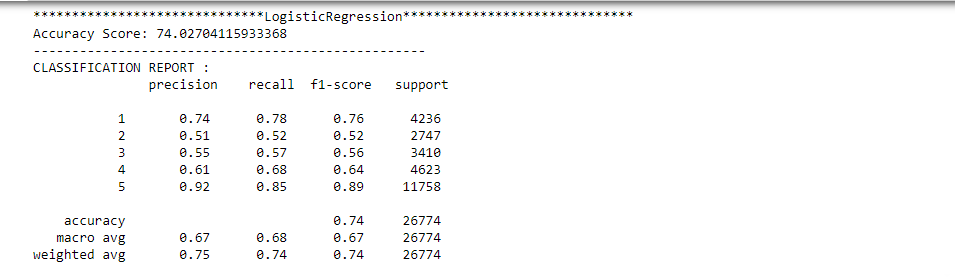 ******************************LogisticRegression******************************
Accuracy Score: 74.02704115933368
---------------------------------------------------
CLASSIFICATION REPORT :
               precision    recall  f1-score   support

           1       0.74      0.78      0.76      4236
           2       0.51      0.52      0.52      2747
           3       0.55      0.57      0.56      3410
           4       0.61      0.68      0.64      4623
           5       0.92      0.85      0.89     11758

    accuracy                           0.74     26774
   macro avg       0.67      0.68      0.67     26774
weighted avg       0.75      0.74      0.74     26774